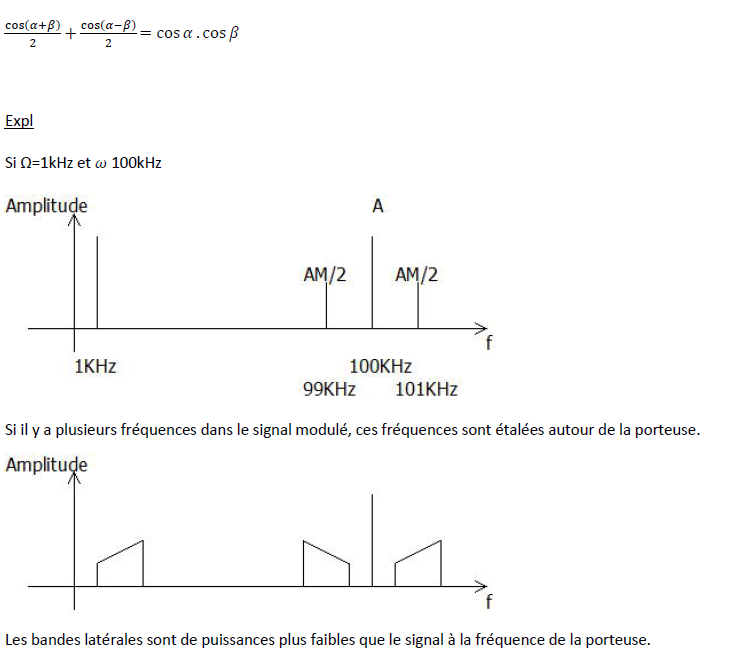 cos(α+β)/2 + cos(α−β)/2 = cos α . cos β
Expl
Si Ω=1kHz et ω 100kHz
Amplitude
A
AM/2 AM/2
f
1KHz 100KHz
99KHz 101KHz
Si il y a plusieurs fréquences dans le signal modulé, ces fréquences sont étalées autour de la porteuse.
Amplitude
f
Les bandes latérales sont de puissances plus faibles que le signal à la fréquence de la porteuse.